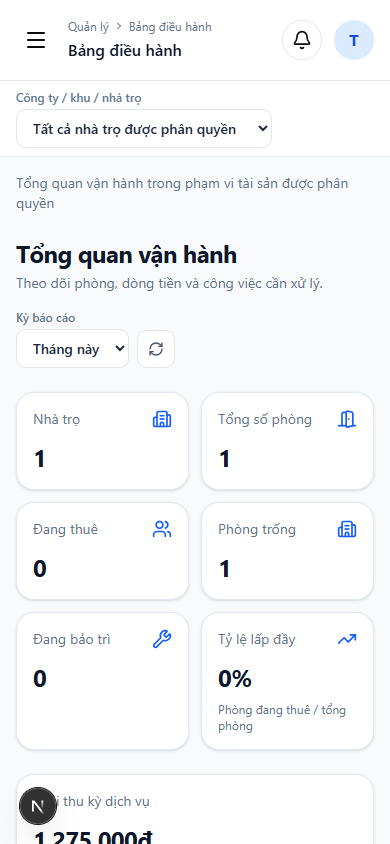 Quản lý > Bảng điều hành
Bảng điều hành
T
Công ty / khu / nhà trọ
Tất cả nhà trọ được phân quyền
Tổng quan vận hành trong phạm vi tài sản được phân
quyền
Tổng quan vận hành
Theo dõi phòng, dòng tiền và công việc cần xử lý.
Kỳ báo cáo
Tháng này
Nhà trọ
1
Tổng số phòng
1
Đang thuê
0
Phòng trống
1
Đang bảo trì
0
Tỷ lệ lấp đầy
0%
Phòng đang thuê / tổng
phòng
N
thu kỳ dịch vụ
1.275.000đ